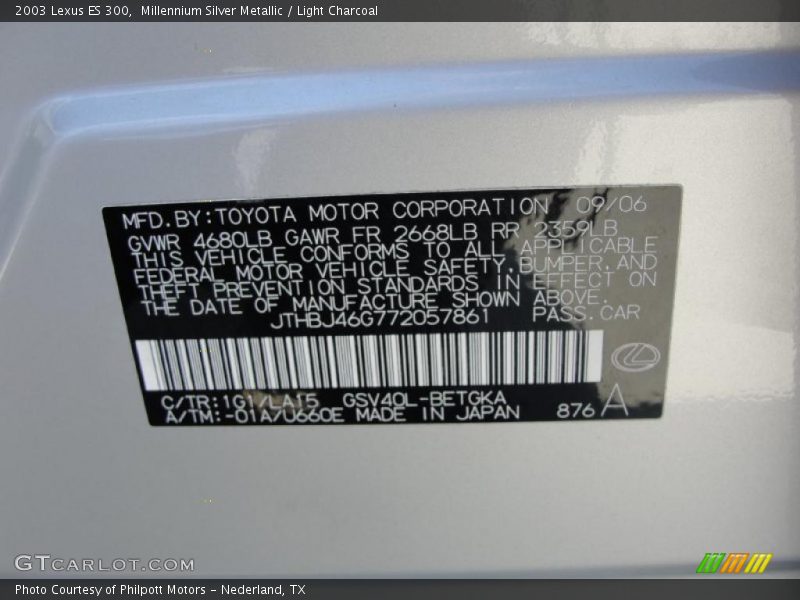 2003 Lexus ES 300, Millennium Silver Metallic / Light Charcoal
MFD.BY:TOYOTA MOTOR CORPORATION 09/06
GVWR 4680LB GAWR FR 2668LB RR 2359LB
THIS VEHICLE CONFORMS TO ALL APPLICABLE
FEDERAL MOTOR VEHICLE SAFETY,BUMPER,AND
THEFT PREVENTION STANDARDS IN EFFECT ON
THE DATE OF MANUFACTURE SHOWN ABOVE.
JTHBJ46G772057861 PASS.CAR
C/TR:1G1/LA15 GSV40L-BETGKA
A/TM:-01A/U660E MADE IN JAPAN 876 A
GTCARLOT.COM
Photo Courtesy of Philpott Motors - Nederland, TX